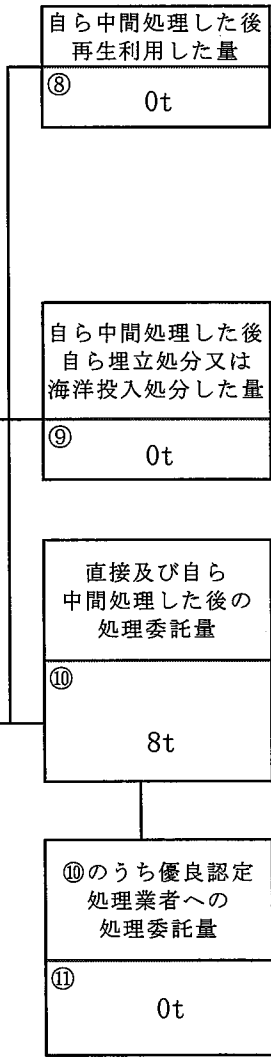 自ら中間処理した後
再生利用した量
⑧
0t
自ら中間処理した後
自ら埋立処分又は
海洋投入処分した量
⑨
0t
直接及び自ら
中間処理した後の
処理委託量
⑩
8t
⑩のうち優良認定
処理業者への
処理委託量
⑪
0t